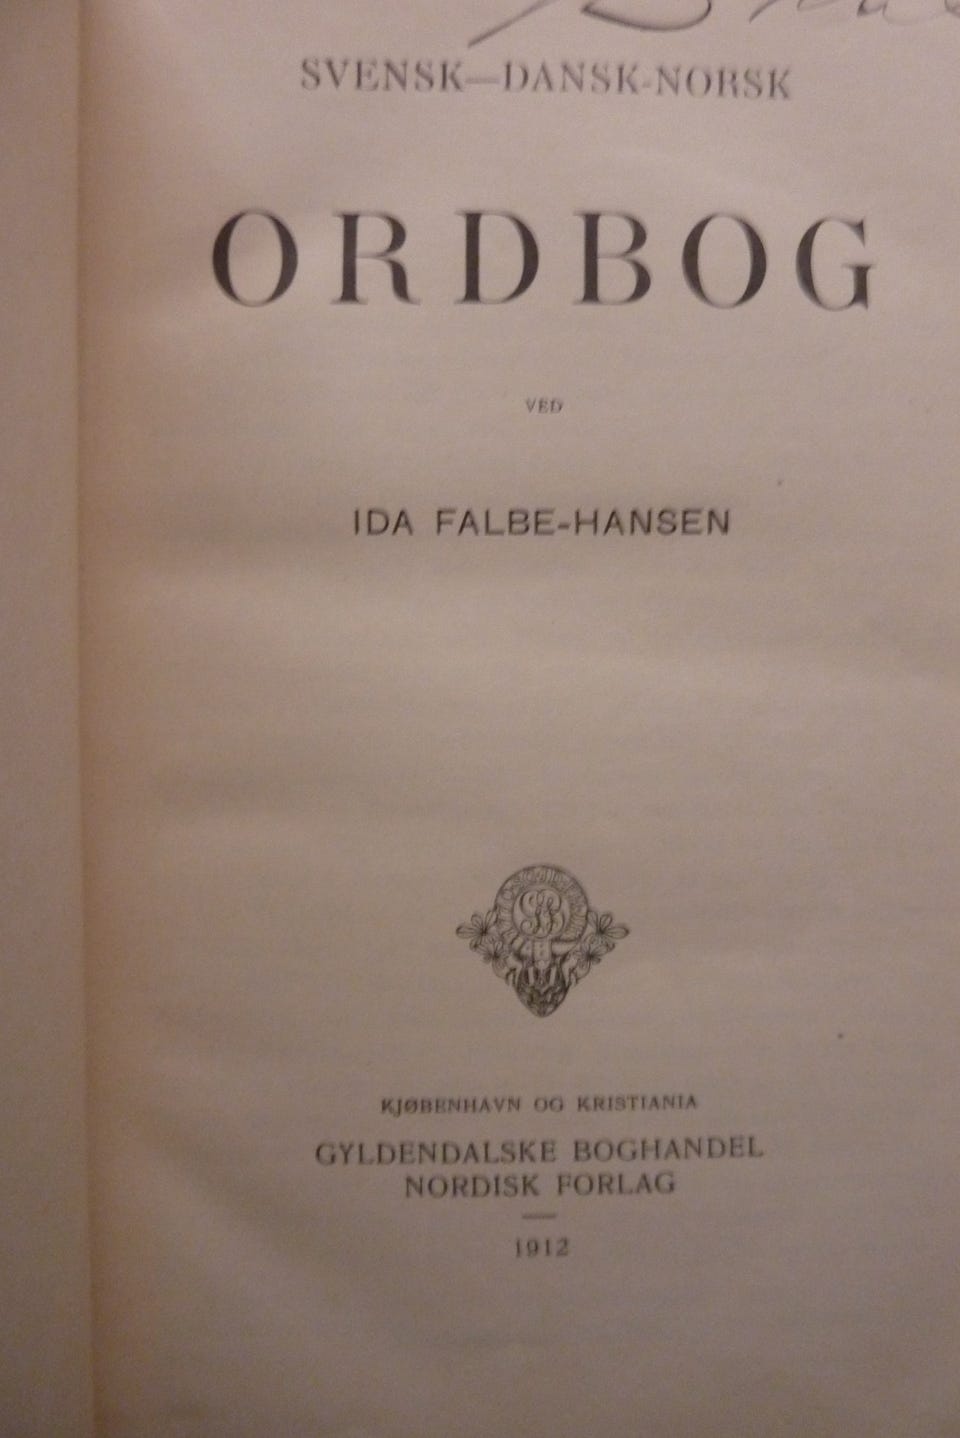 SVENSK—DANSK-NORSK
ORDBOG
VED
IDA FALBE-HANSEN
KJØBENHAVN OG KRISTIANIA
GYLDENDALSKE BOGHANDEL
NORDISK FORLAG
1912